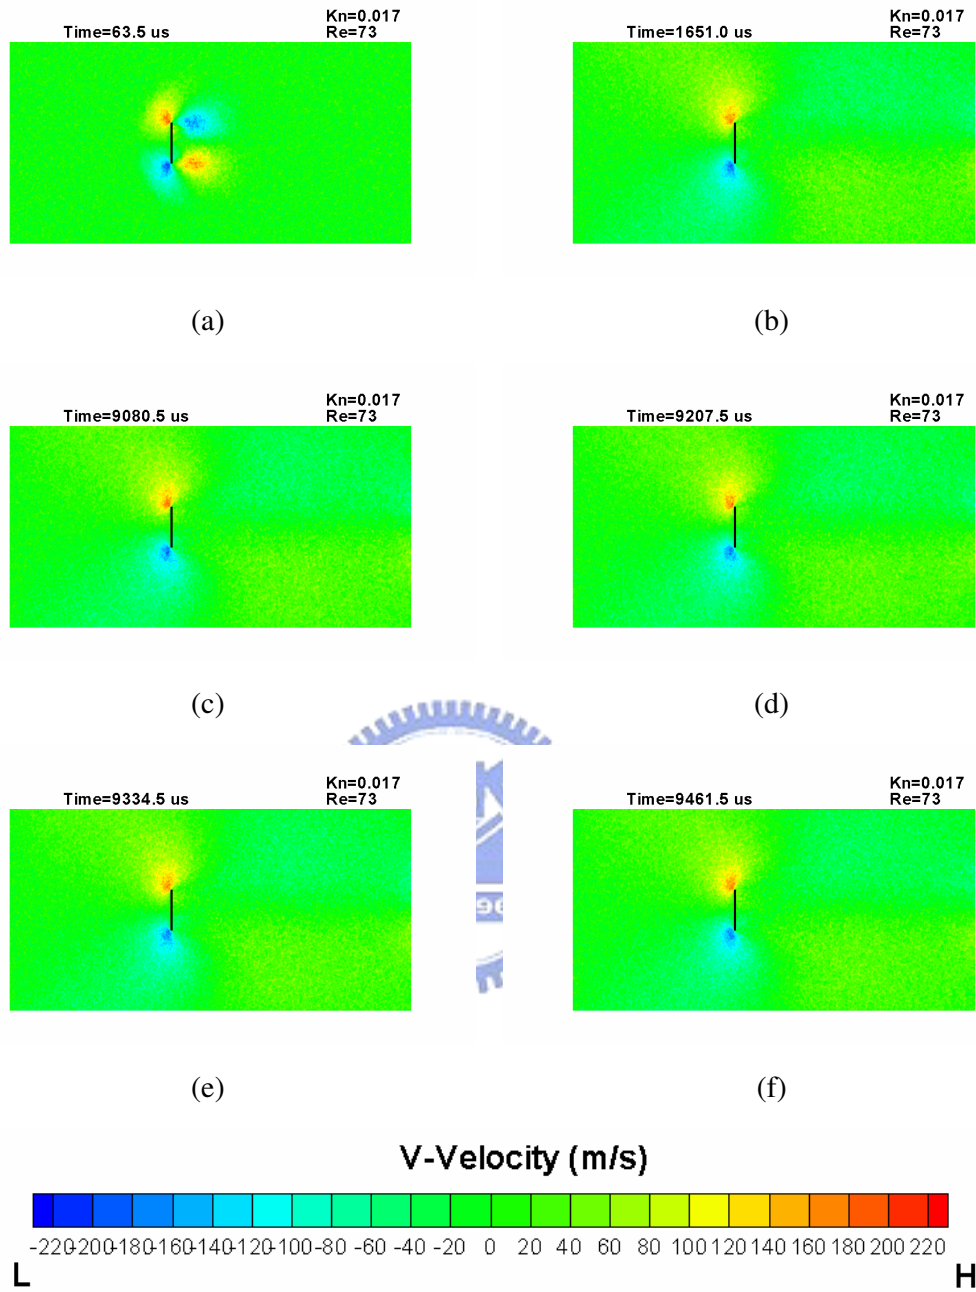 Time=63.5 us
Kn=0.017
Re=73
Time=1651.0 us
Kn=0.017
Re=73
(a)
(b)
Time=9080.5 us
Kn=0.017
Re=73
Time=9207.5 us
Kn=0.017
Re=73
(c)
(d)
Time=9334.5 us
Kn=0.017
Re=73
Time=9461.5 us
Kn=0.017
Re=73
(e)
(f)
V-Velocity (m/s)
-220 -200 -180 -160 -140 -120 -100 -80 -60 -40 -20 0 20 40 60 80 100 120 140 160 180 200 220
L
H